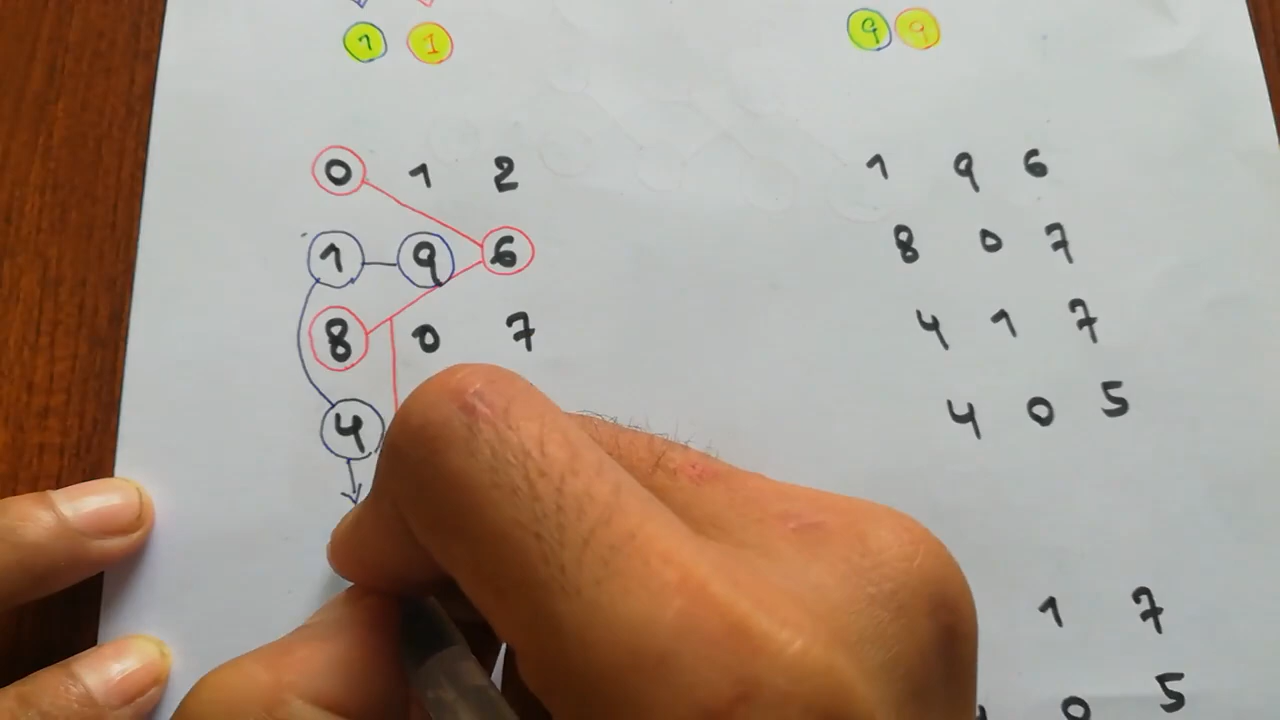 1 1
9 9
0 1 2
1 9 6
8 0 7
4
1 9 6
8 0 7
4 1 7
4 0 5
1 7
0 5